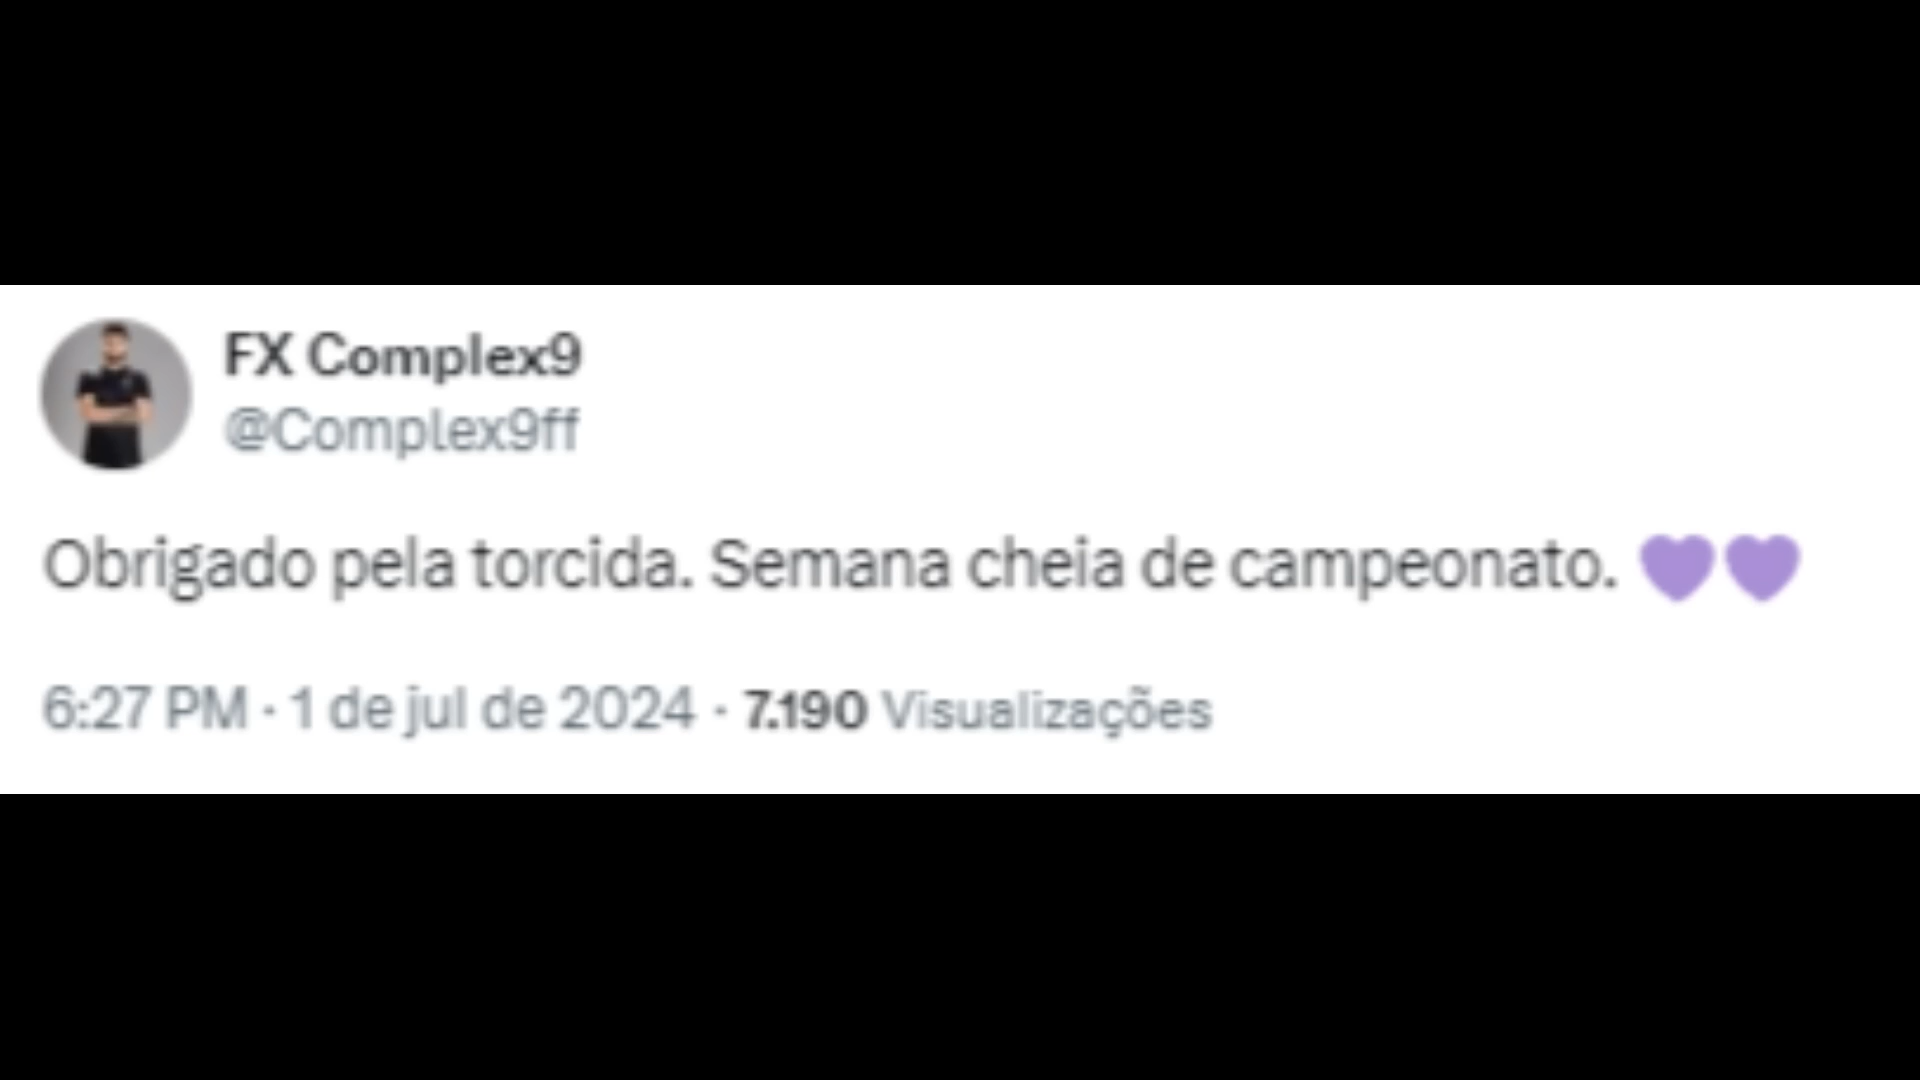 FX Complex9
@Complex9ff
Obrigado pela torcida. Semana cheia de campeonato. 💜💜
6:27 PM · 1 de jul de 2024 · 7.190 Visualizações